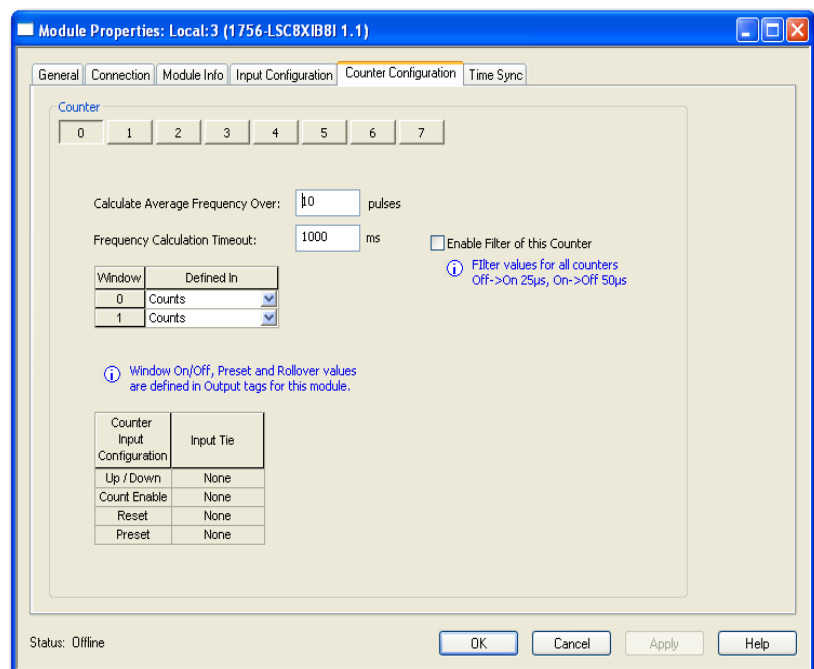 Module Properties: Local:3 (1756-LSC8XIB8I 1.1)
General Connection Module Info Input Configuration Counter Configuration Time Sync
Counter
0 1 2 3 4 5 6 7
Calculate Average Frequency Over: 10 pulses
Frequency Calculation Timeout: 1000 ms
Enable Filter of this Counter
FIlter values for all counters
Off->On 25µs, On->Off 50µs
Window Defined In
0 Counts
1 Counts
Window On/Off, Preset and Rollover values
are defined in Output tags for this module.
Counter
Input
Configuration
Input Tie
Up / Down None
Count Enable None
Reset None
Preset None
Status: Offline
OK Cancel Apply Help